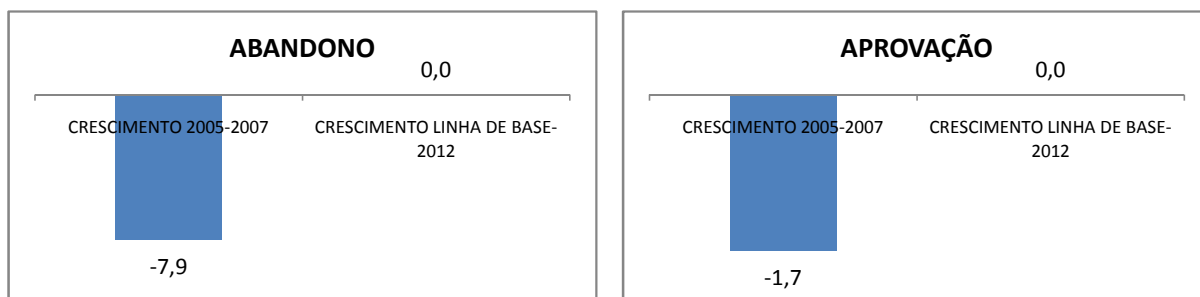 ABANDONO
0,0
CRESCIMENTO 2005-2007
CRESCIMENTO LINHA DE BASE-
2012
-7,9
APROVAÇÃO
0,0
CRESCIMENTO 2005-2007
CRESCIMENTO LINHA DE BASE-
2012
-1,7